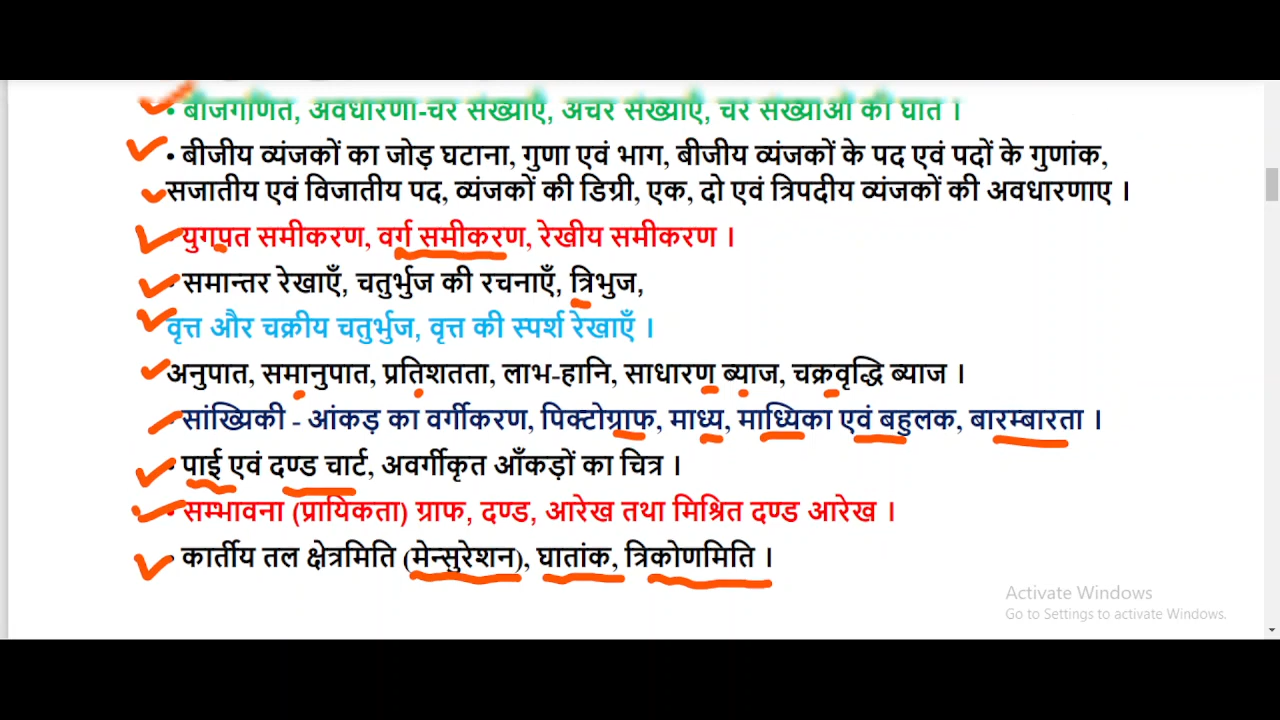 • बीजगणित, अवधारणा-चर संख्याएँ, अचर संख्याएँ, चर संख्याओं की घात ।
• बीजीय व्यंजकों का जोड़ घटाना, गुणा एवं भाग, बीजीय व्यंजकों के पद एवं पदों के गुणांक,
सजातीय एवं विजातीय पद, व्यंजकों की डिग्री, एक, दो एवं त्रिपदीय व्यंजकों की अवधारणाए ।
• युगपत समीकरण, वर्ग समीकरण, रेखीय समीकरण ।
• समान्तर रेखाएँ, चतुर्भुज की रचनाएँ, त्रिभुज,
वृत्त और चक्रीय चतुर्भुज, वृत्त की स्पर्श रेखाएँ ।
अनुपात, समानुपात, प्रतिशतता, लाभ-हानि, साधारण ब्याज, चक्रवृद्धि ब्याज ।
• सांख्यिकी - आंकड़ का वर्गीकरण, पिक्टोग्राफ, माध्य, माध्यिका एवं बहुलक, बारम्बारता ।
• पाई एवं दण्ड चार्ट, अवर्गीकृत आँकड़ों का चित्र ।
• सम्भावना (प्रायिकता) ग्राफ, दण्ड, आरेख तथा मिश्रित दण्ड आरेख ।
• कार्तीय तल क्षेत्रमिति (मेन्सुरेशन), घातांक, त्रिकोणमिति ।
Activate Windows
Go to Settings to activate Windows.